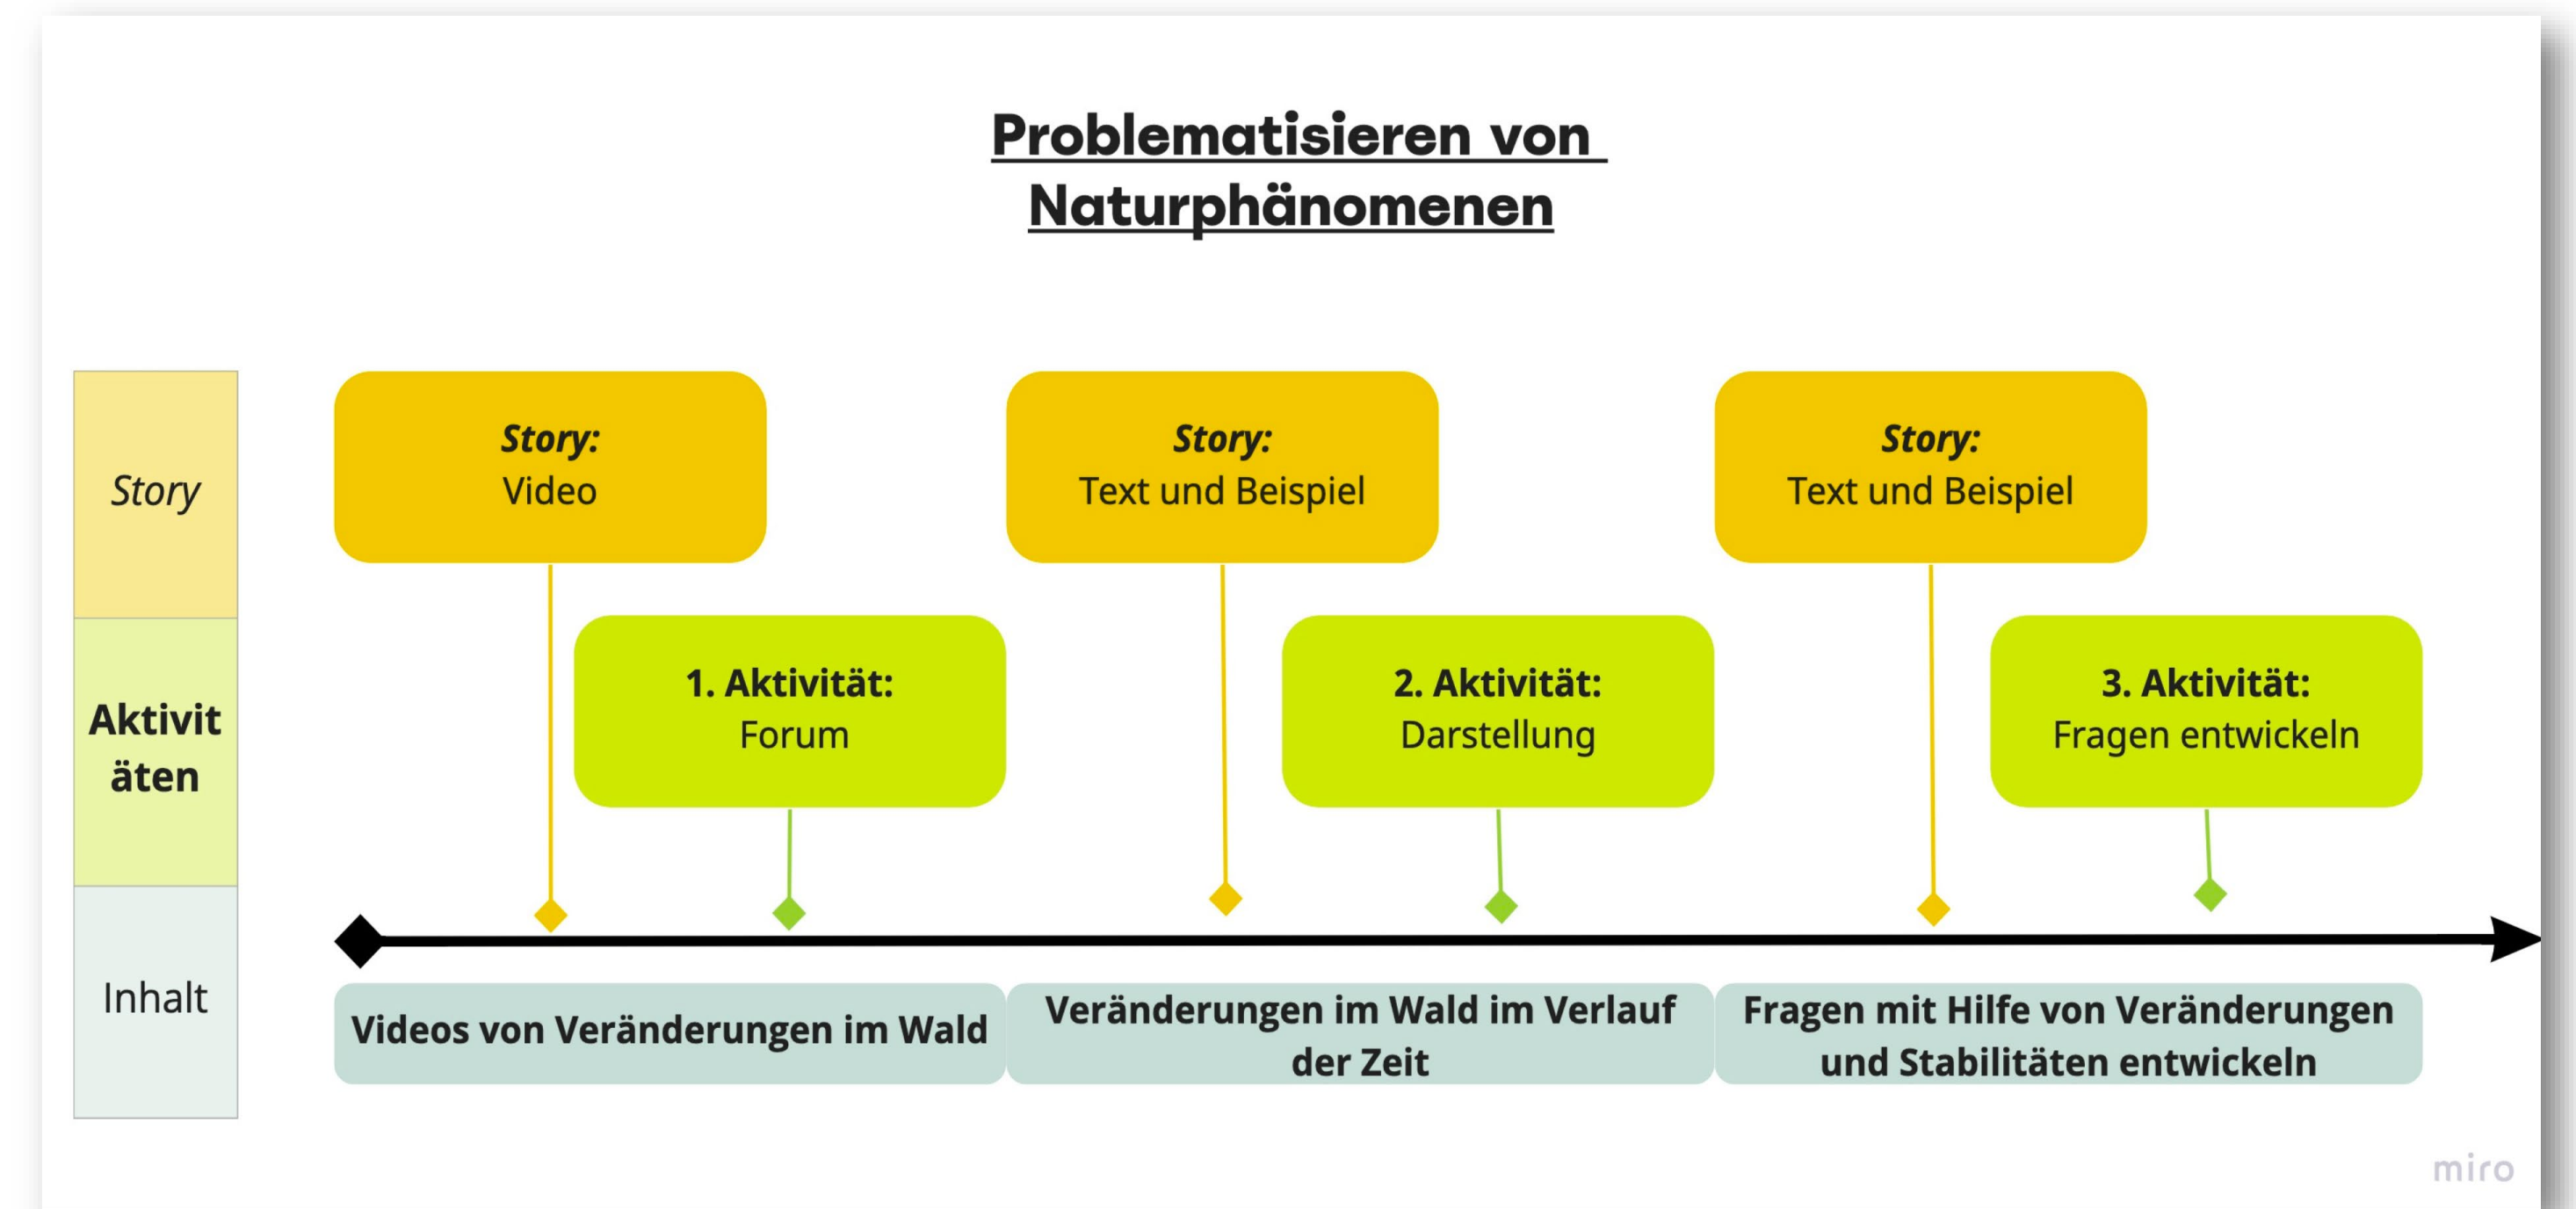 Problematisieren von
Naturphänomenen
Story
Story:
Video
Story:
Text und Beispiel
Story:
Text und Beispiel
Aktivit
äten
1. Aktivität:
Forum
2. Aktivität:
Darstellung
3. Aktivität:
Fragen entwickeln
Inhalt
Videos von Veränderungen im Wald
Veränderungen im Wald im Verlauf
der Zeit
Fragen mit Hilfe von Veränderungen
und Stabilitäten entwickeln
miro